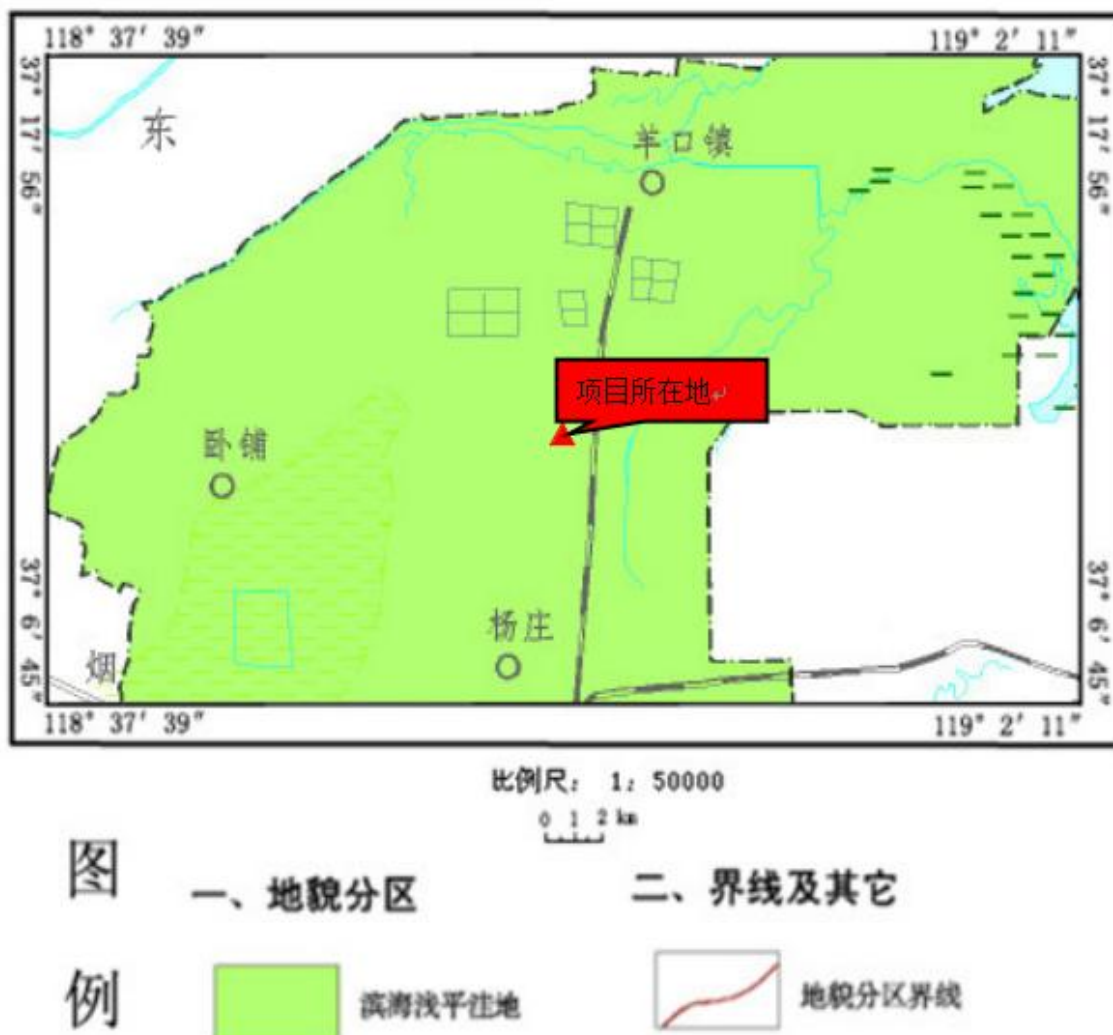 118° 37′ 39″
119° 2′ 11″
37° 17′ 56″
37° 17′ 56″
东
羊口镇
项目所在地
卧铺
杨庄
烟
37° 6′ 45″
37° 6′ 45″
118° 37′ 39″
119° 2′ 11″
比例尺: 1: 50000
0 1 2 km
图例
一、地貌分区
二、界线及其它
滨海浅平洼地
地貌分区界线